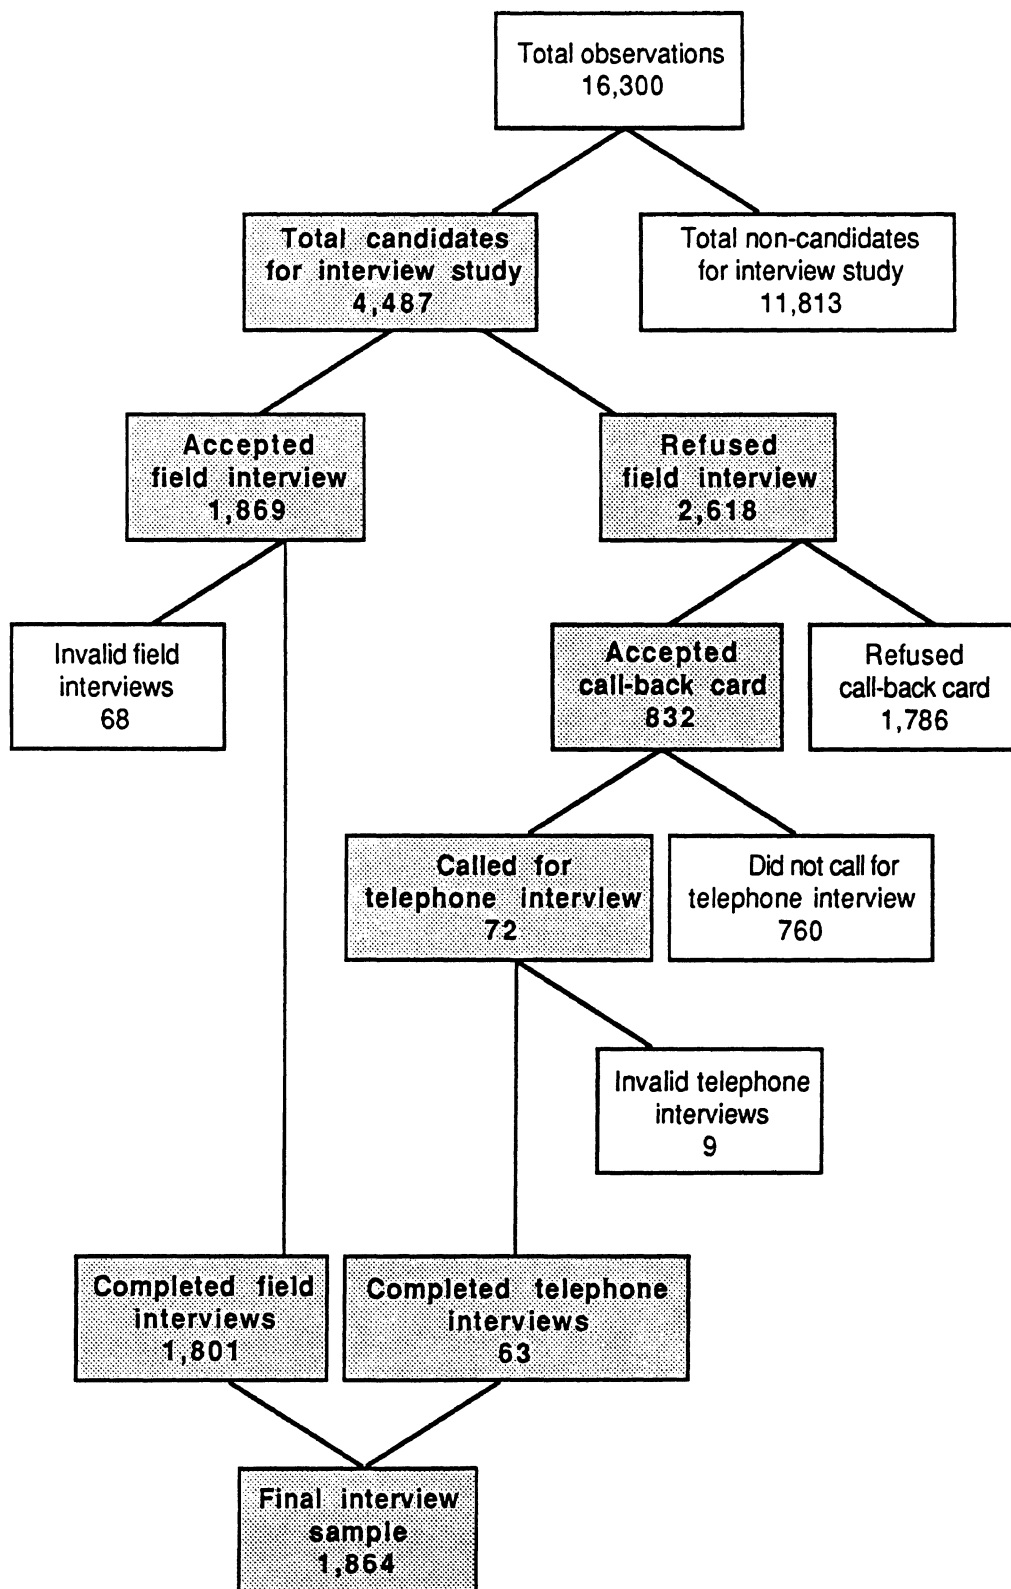 Total observations
16,300
Total candidates
for interview study
4,487
Total non-candidates
for interview study
11,813
Accepted
field interview
1,869
Refused
field interview
2,618
Invalid field
interviews
68
Accepted
call-back card
832
Refused
call-back card
1,786
Called for
telephone interview
72
Did not call for
telephone interview
760
Invalid telephone
interviews
9
Completed field
interviews
1,801
Completed telephone
interviews
63
Final interview
sample
1,864